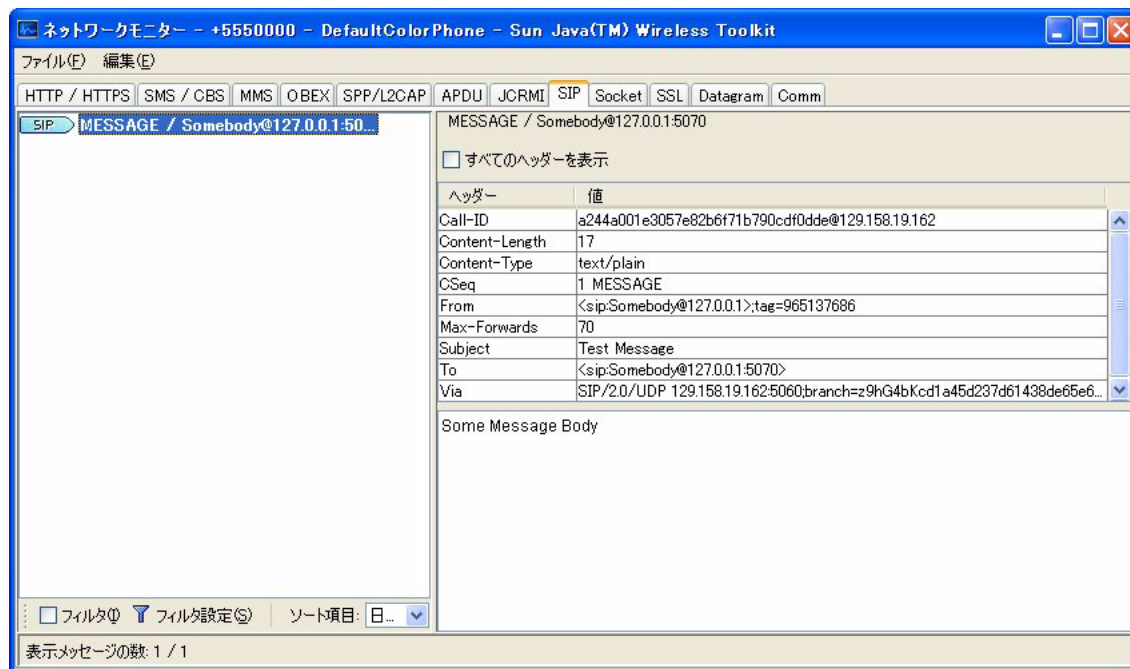 ネットワークモニター - +5550000 - DefaultColorPhone - Sun Java(TM) Wireless Toolkit
ファイル(F) 編集(E)
HTTP / HTTPS SMS / CBS MMS OBEX SPP/L2CAP APDU JCRMI SIP Socket SSL Datagram Comm
SIP MESSAGE / Somebody@127.0.0.1:50...
MESSAGE / Somebody@127.0.0.1:5070
すべてのヘッダーを表示
ヘッダー 値
Call-ID a244a001e3057e82b6f71b790cdf0dde@129.158.19.162
Content-Length 17
Content-Type text/plain
CSeq 1 MESSAGE
From <sip:Somebody@127.0.0.1>;tag=965137686
Max-Forwards 70
Subject Test Message
To <sip:Somebody@127.0.0.1:5070>
Via SIP/2.0/UDP 129.158.19.162:5060;branch=z9hG4bKcd1a45d237d61438de65e6...
Some Message Body
フィルタ(I) フィルタ設定(S) ソート項目: 日...
表示メッセージの数: 1 / 1